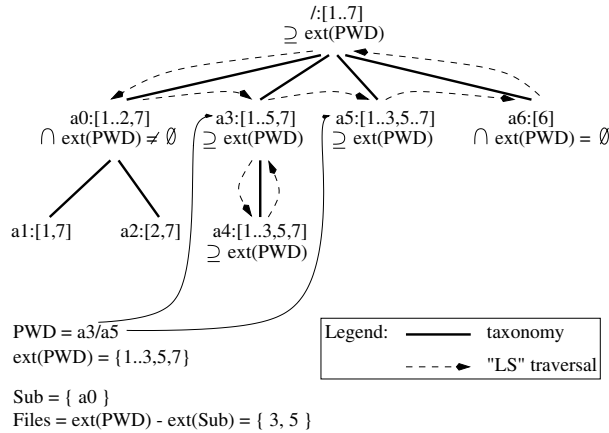 /:[1..7]
⊇ ext(PWD)
a0:[1..2,7] a3:[1..5,7] a5:[1..3,5..7] a6:[6]
∩ ext(PWD) ≠ ∅ ⊇ ext(PWD) ⊇ ext(PWD) ∩ ext(PWD) = ∅
a1:[1,7] a2:[2,7] a4:[1..3,5,7]
⊇ ext(PWD)
PWD = a3/a5
ext(PWD) = {1..3,5,7}
Legend: taxonomy
"LS" traversal
Sub = { a0 }
Files = ext(PWD) - ext(Sub) = { 3, 5 }